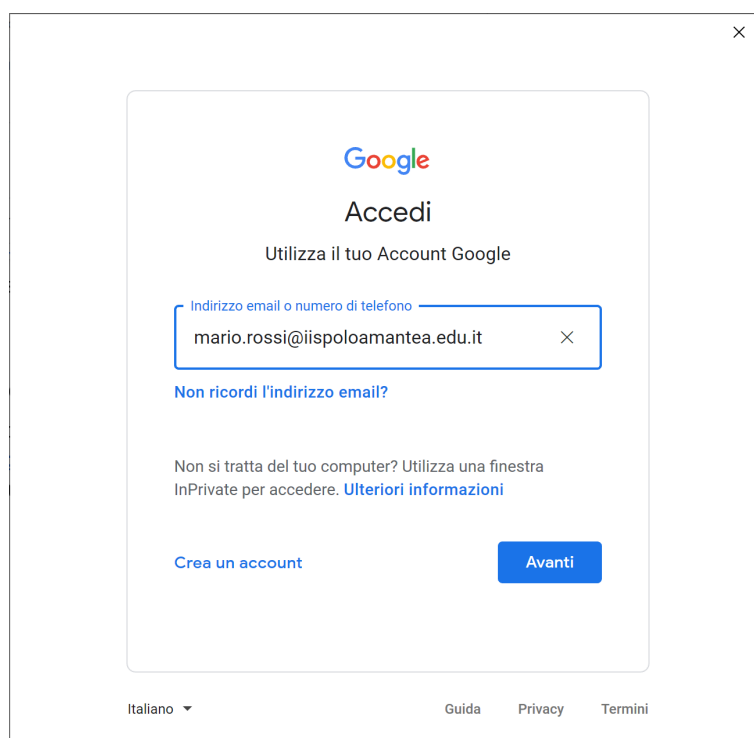 Google
Accedi
Utilizza il tuo Account Google
Indirizzo email o numero di telefono
mario.rossi@iispoloamantea.edu.it
Non ricordi l'indirizzo email?
Non si tratta del tuo computer? Utilizza una finestra
InPrivate per accedere. Ulteriori informazioni
Crea un account Avanti
Italiano Guida Privacy Termini